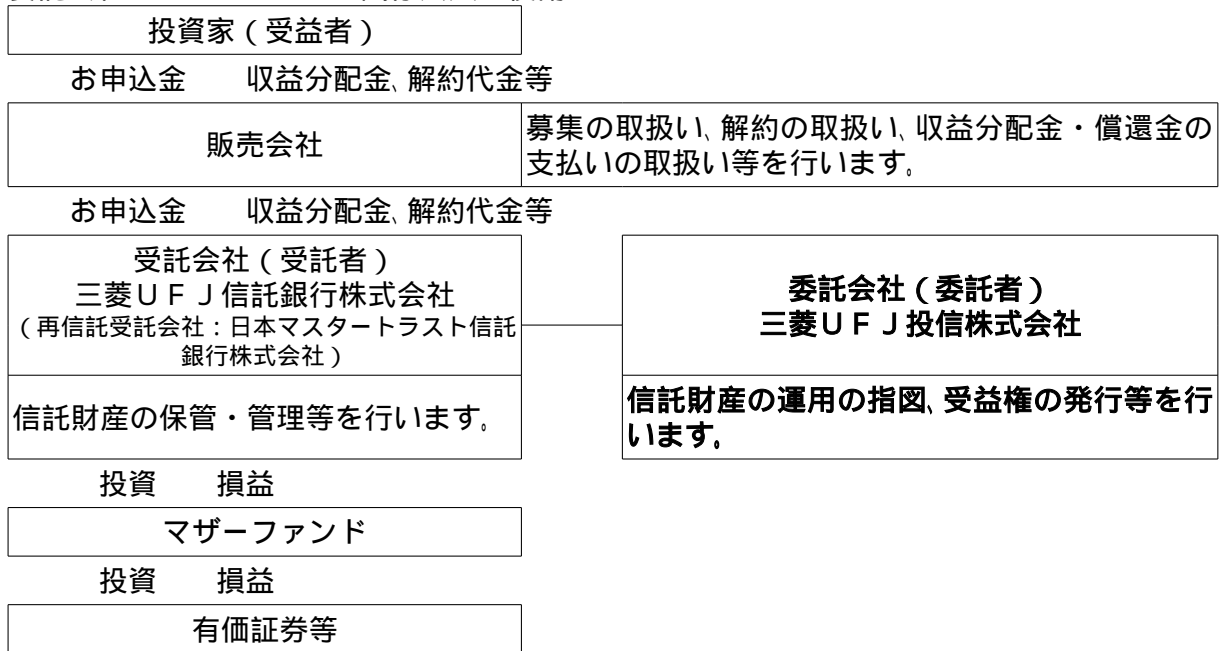 投資家（受益者）
お申込金　収益分配金、解約代金等
販売会社
募集の取扱い、解約の取扱い、収益分配金・償還金の
支払いの取扱い等を行います。
お申込金　収益分配金、解約代金等
受託会社（受託者）
三菱ＵＦＪ信託銀行株式会社
（再信託受託会社：日本マスタートラスト信託
銀行株式会社）
委託会社（委託者）
三菱ＵＦＪ投信株式会社
信託財産の保管・管理等を行います。
信託財産の運用の指図、受益権の発行等を行
います。
投資　損益
マザーファンド
投資　損益
有価証券等